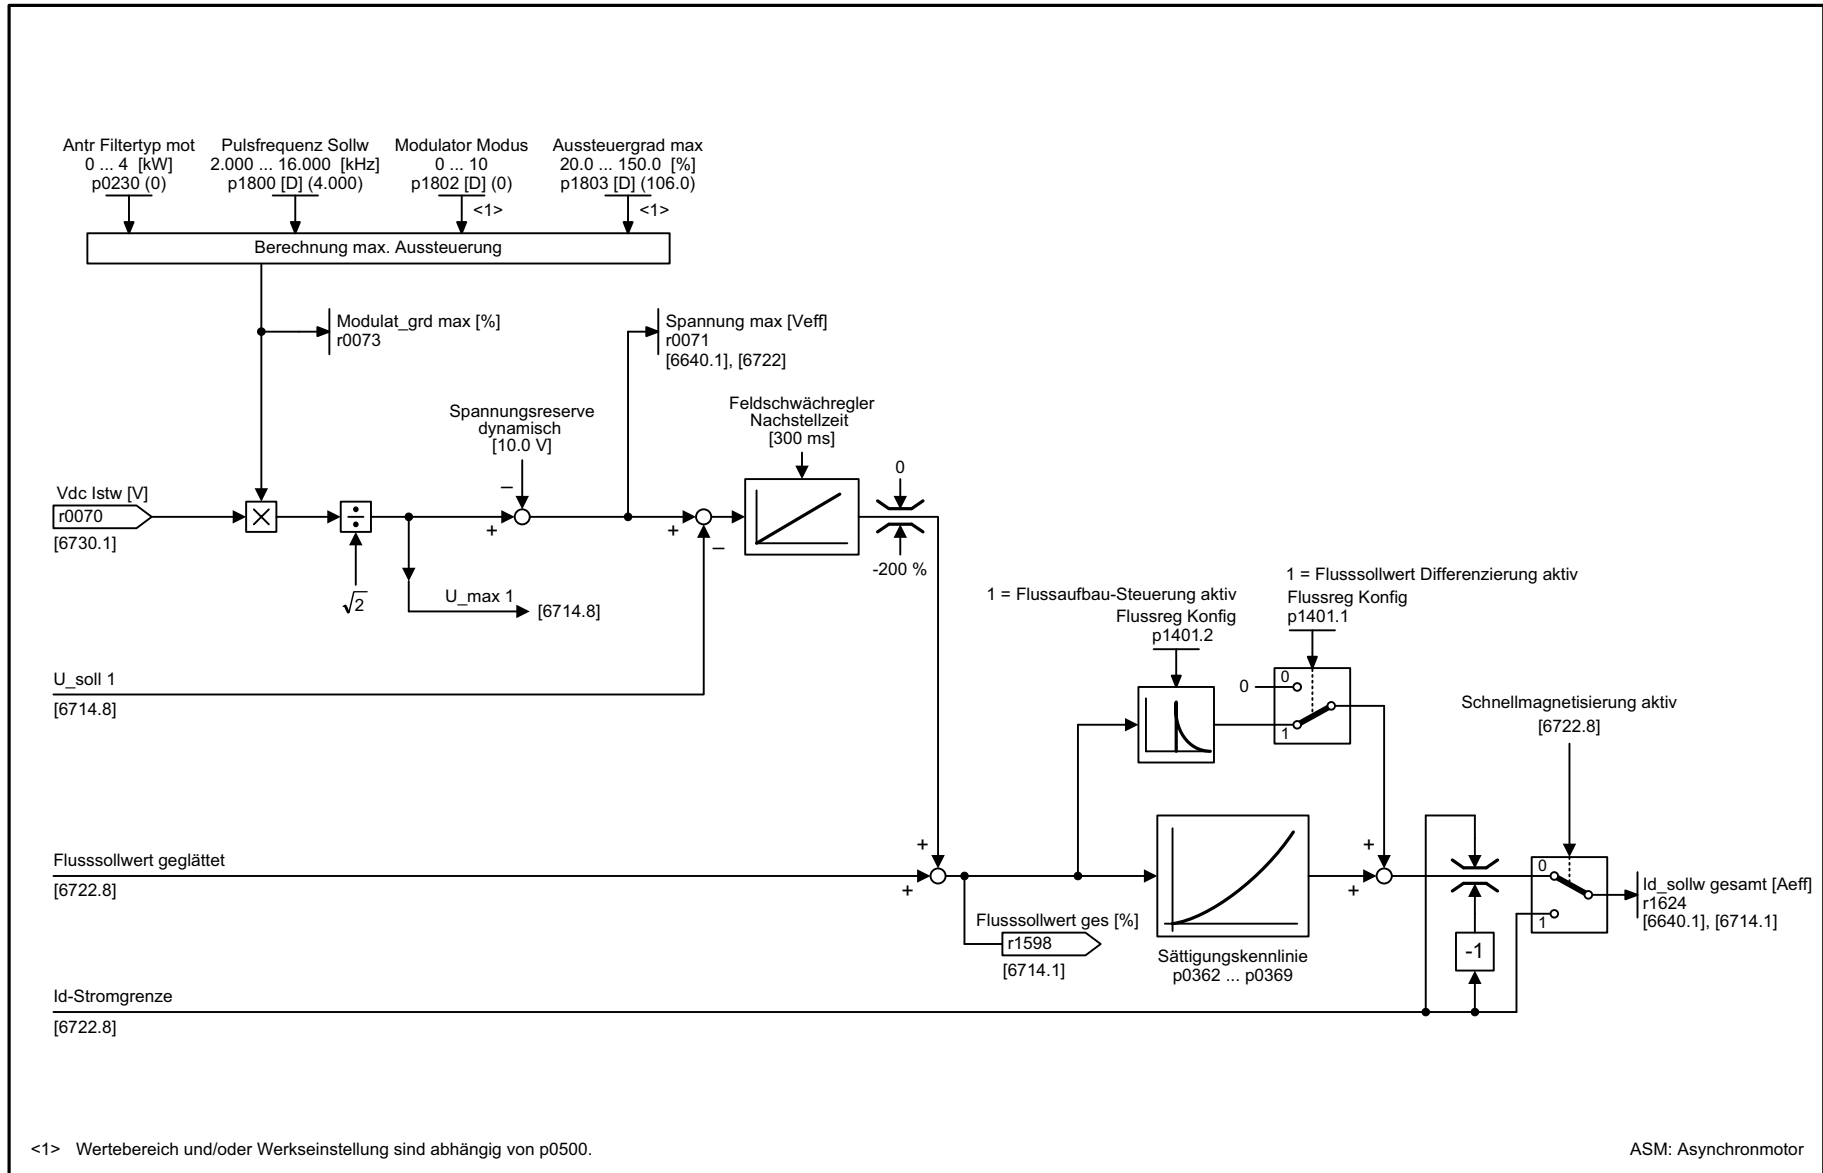 Antr Filtertyp mot
0 ... 4 [kW]
p0230 (0)
Pulsfrequenz Sollw
2.000 ... 16.000 [kHz]
p1800 [D] (4.000)
Modulator Modus
0 ... 10
p1802 [D] (0)
<1>
Aussteuergrad max
20.0 ... 150.0 [%]
p1803 [D] (106.0)
<1>
Berechnung max. Aussteuerung
Modulat_grd max [%]
r0073
Spannung max [Veff]
r0071
[6640.1], [6722]
Spannungsreserve
dynamisch
[10.0 V]
Feldschwächregler
Nachstellzeit
[300 ms]
0
-200 %
Vdc Istw [V]
r0070
[6730.1]
×
÷
√2
+
–
+
–
U_max 1
[6714.8]
U_soll 1
[6714.8]
1 = Flussaufbau-Steuerung aktiv
Flussreg Konfig
p1401.2
1 = Flusssollwert Differenzierung aktiv
Flussreg Konfig
p1401.1
0
0
1
Schnellmagnetisierung aktiv
[6722.8]
Flusssollwert geglättet
[6722.8]
+
+
Flusssollwert ges [%]
r1598
[6714.1]
Sättigungskennlinie
p0362 ... p0369
+
+
-1
0
1
Id_sollw gesamt [Aeff]
r1624
[6640.1], [6714.1]
Id-Stromgrenze
[6722.8]
<1> Wertebereich und/oder Werkseinstellung sind abhängig von p0500.
ASM: Asynchronmotor